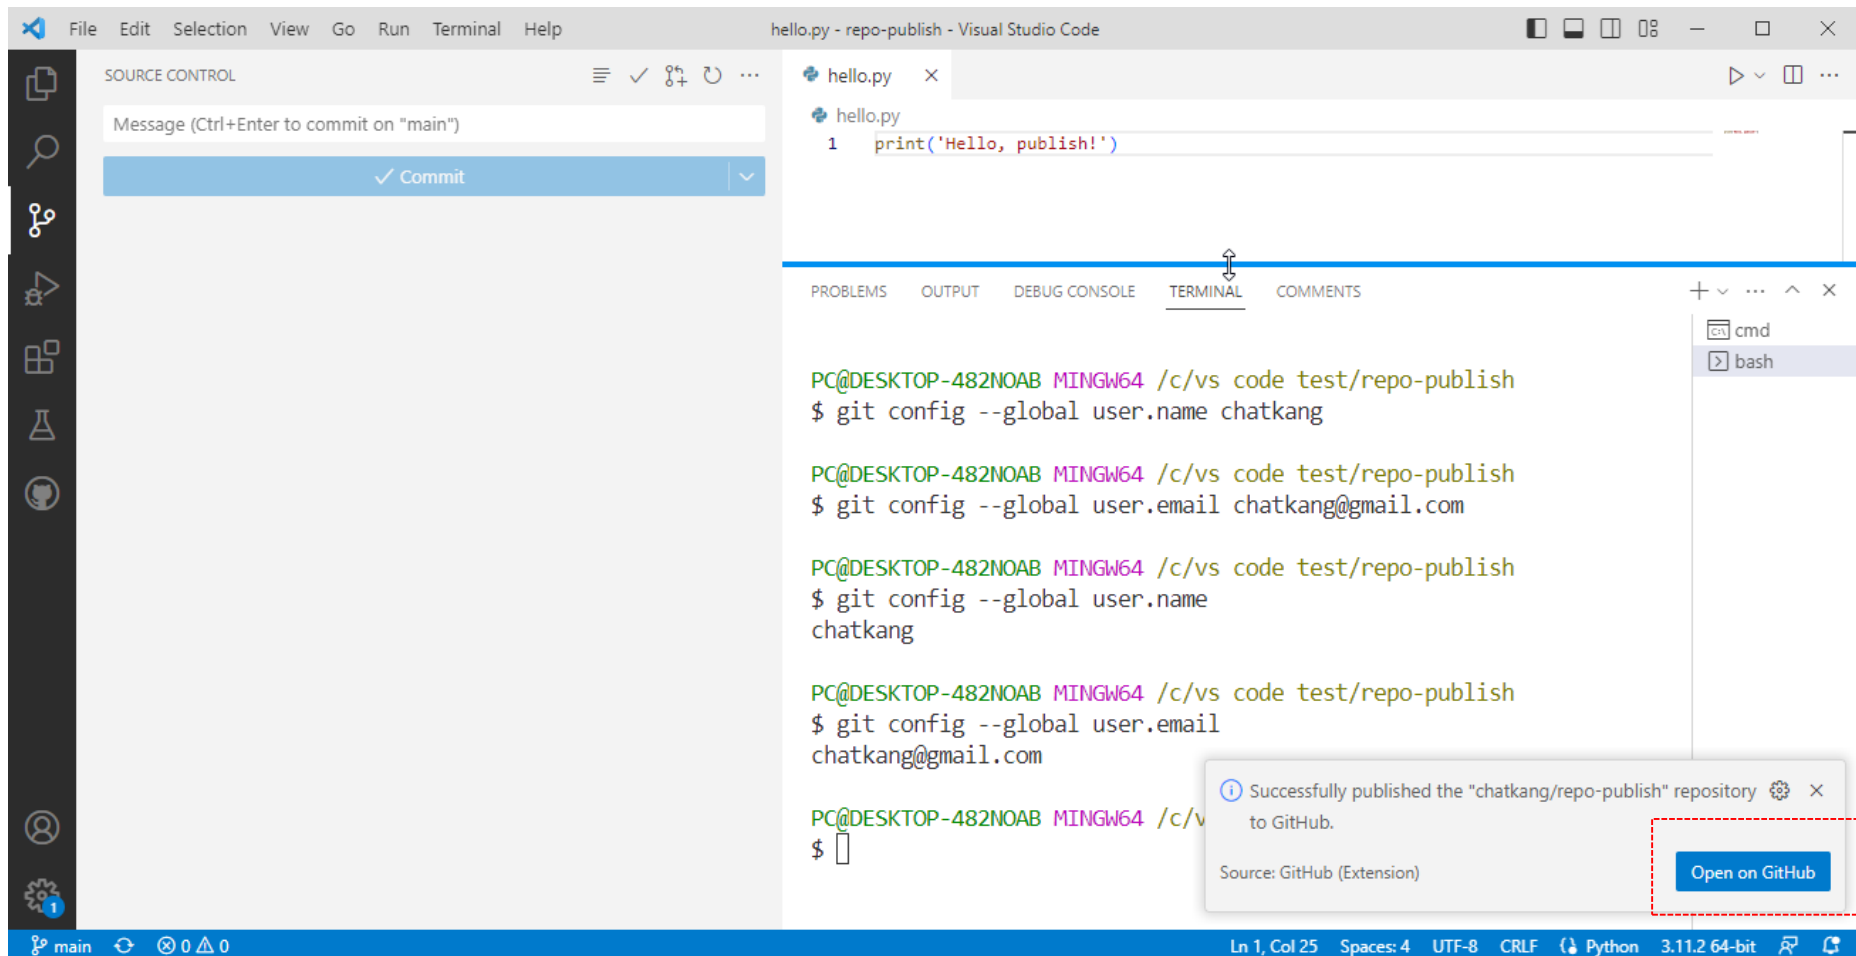 File Edit Selection View Go Run Terminal Help
hello.py - repo-publish - Visual Studio Code
SOURCE CONTROL
Message (Ctrl+Enter to commit on "main")
Commit
hello.py
hello.py
1 print('Hello, publish!')
PROBLEMS OUTPUT DEBUG CONSOLE TERMINAL COMMENTS
cmd
bash
PC@DESKTOP-482NOAB MINGW64 /c/vs code test/repo-publish
$ git config --global user.name chatkang
PC@DESKTOP-482NOAB MINGW64 /c/vs code test/repo-publish
$ git config --global user.email chatkang@gmail.com
PC@DESKTOP-482NOAB MINGW64 /c/vs code test/repo-publish
$ git config --global user.name
chatkang
PC@DESKTOP-482NOAB MINGW64 /c/vs code test/repo-publish
$ git config --global user.email
chatkang@gmail.com
PC@DESKTOP-482NOAB MINGW64 /c/v
$
Successfully published the "chatkang/repo-publish" repository
to GitHub.
Source: GitHub (Extension)
Open on GitHub
1
main 0 0
Ln 1, Col 25 Spaces: 4 UTF-8 CRLF Python 3.11.2 64-bit